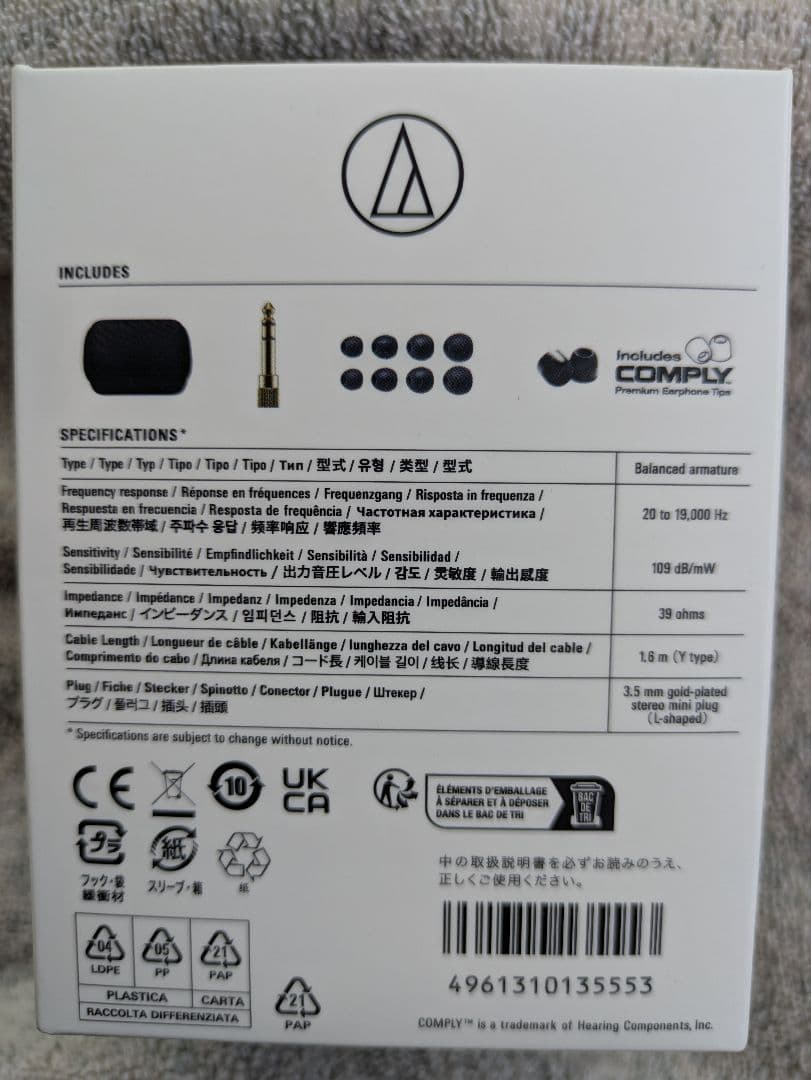 INCLUDES
Includes
COMPLY™
Premium Earphone Tips
SPECIFICATIONS*
Type / Type / Typ / Tipo / Tipo / Tipo / Тип / 型式 / 유형 / 类型 / 型式
Balanced armature
Frequency response / Réponse en fréquences / Frequenzgang / Risposta in frequenza /
Respuesta en frecuencia / Resposta de frequência / Частотная характеристика /
再生周波数帯域 / 주파수 응답 / 频率响应 / 響應頻率
20 to 19,000 Hz
Sensitivity / Sensibilité / Empfindlichkeit / Sensibilità / Sensibilidad /
Sensibilidade / Чувствительность / 出力音圧レベル / 감도 / 灵敏度 / 輸出感度
109 dB/mW
Impedance / Impédance / Impedanz / Impedenza / Impedancia / Impedância /
Импеданс / インピーダンス / 임피던스 / 阻抗 / 輸入阻抗
39 ohms
Cable Length / Longueur de câble / Kabellänge / lunghezza del cavo / Longitud del cable /
Comprimento do cabo / Длина кабеля / コード長 / 케이블 길이 / 线长 / 導線長度
1.6 m (Y type)
Plug / Fiche / Stecker / Spinotto / Conector / Plugue / Штекер /
プラグ / 플러그 / 插头 / 插頭
3.5 mm gold-plated
stereo mini plug
(L-shaped)
* Specifications are subject to change without notice.
CE
10
UK
CA
ÉLÉMENTS D'EMBALLAGE
À SÉPARER ET À DÉPOSER
DANS LE BAC DE TRI
BAC
DE
TRI
プラ
フック・袋
緩衝材
紙
スリーブ・箱
紙
中の取扱説明書を必ずお読みのうえ、
正しくご使用ください。
04
LDPE
05
PP
21
PAP
PLASTICA
CARTA
RACCOLTA DIFFERENZIATA
21
PAP
4961310135553
COMPLY™ is a trademark of Hearing Components, Inc.